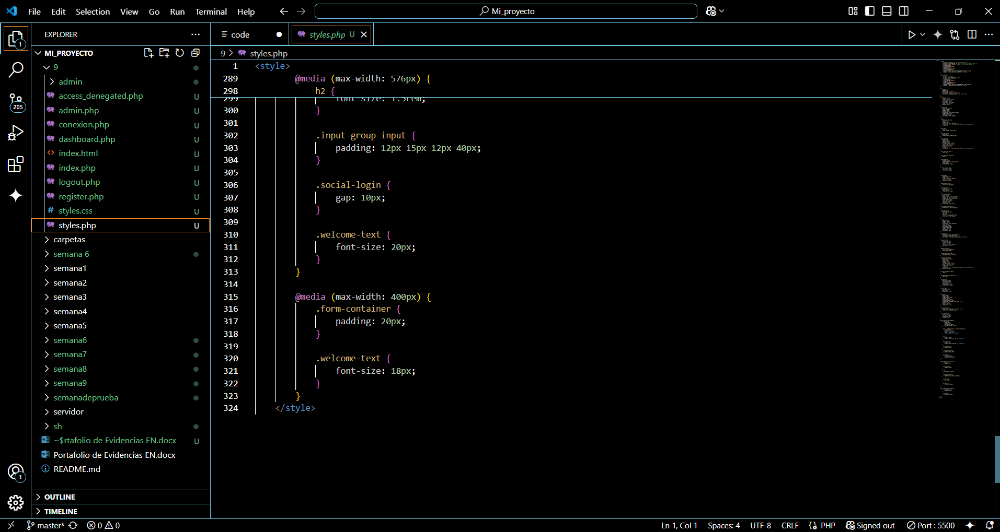 File Edit Selection View Go Run Terminal Help
Mi_proyecto
EXPLORER
code
styles.php U
1
MI_PROYECTO
9
admin
access_denegated.php U
admin.php U
conexion.php U
dashboard.php U
index.html U
index.php U
logout.php U
register.php U
styles.css U
styles.php U
carpetas
semana 6
semana1
semana2
semana3
semana4
semana5
semana6
semana7
semana8
semana9
semanadeprueba
servidor
sh
~$rtafolio de Evidencias EN.docx U
Portafolio de Evidencias EN.docx
README.md
OUTLINE
TIMELINE
205
1
9 > styles.php
1 <style>
289 @media (max-width: 576px) {
298 h2 {
299 font-size: 1.5rem;
300 }
301
302 .input-group input {
303 padding: 12px 15px 12px 40px;
304 }
305
306 .social-login {
307 gap: 10px;
308 }
309
310 .welcome-text {
311 font-size: 20px;
312 }
313 }
314
315 @media (max-width: 400px) {
316 .form-container {
317 padding: 20px;
318 }
319
320 .welcome-text {
321 font-size: 18px;
322 }
323 }
324 </style>
master* 0 0
Ln 1, Col 1 Spaces: 4 UTF-8 CRLF {} PHP Signed out Port : 5500